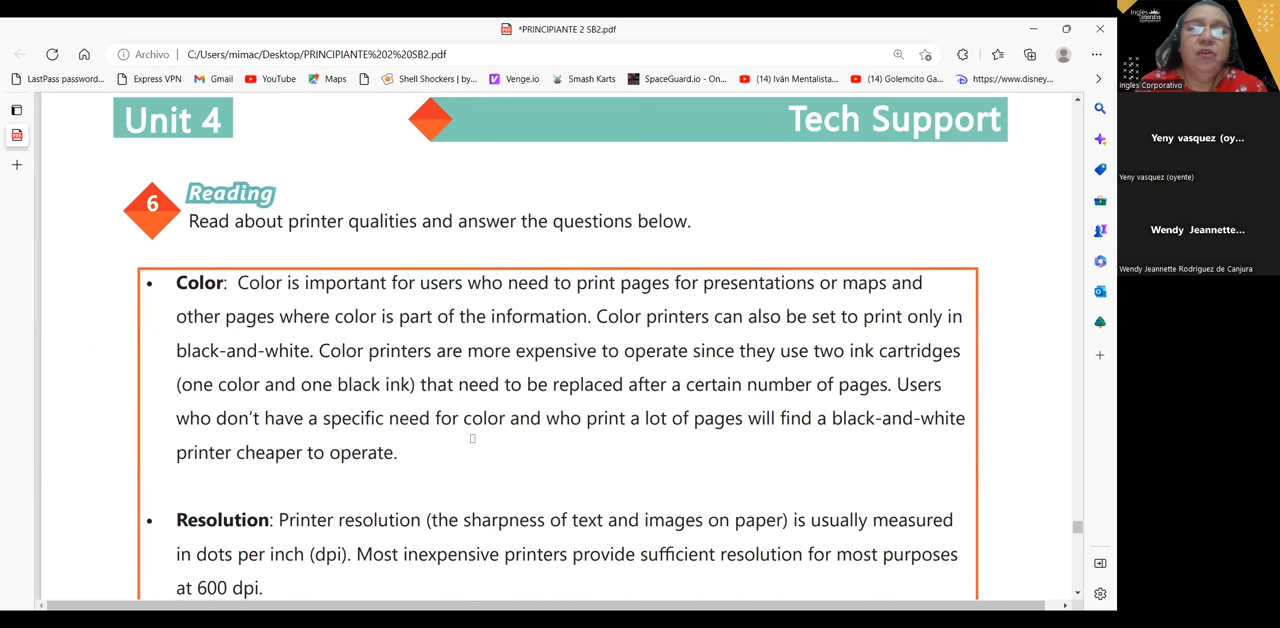 *PRINCIPIANTE 2 SB2.pdf
Archivo
C:/Users/mimac/Desktop/PRINCIPIANTE%202%20SB2.pdf
LastPass password...
Express VPN
Gmail
YouTube
Maps
Shell Shockers | by...
Venge.io
Smash Karts
SpaceGuard.io - On...
(14) Iván Mentalista...
(14) Golemcito Ga...
https://www.disney...
Unit 4
Tech Support
6
Reading
Read about printer qualities and answer the questions below.
• Color: Color is important for users who need to print pages for presentations or maps and
other pages where color is part of the information. Color printers can also be set to print only in
black-and-white. Color printers are more expensive to operate since they use two ink cartridges
(one color and one black ink) that need to be replaced after a certain number of pages. Users
who don't have a specific need for color and who print a lot of pages will find a black-and-white
printer cheaper to operate.
• Resolution: Printer resolution (the sharpness of text and images on paper) is usually measured
in dots per inch (dpi). Most inexpensive printers provide sufficient resolution for most purposes
at 600 dpi.
Inglés
Corporativo
Ingles Corporativo
Yeny vasquez (oy...
Yeny vasquez (oyente)
Wendy Jeannette...
Wendy Jeannette Rodriguez de Canjura